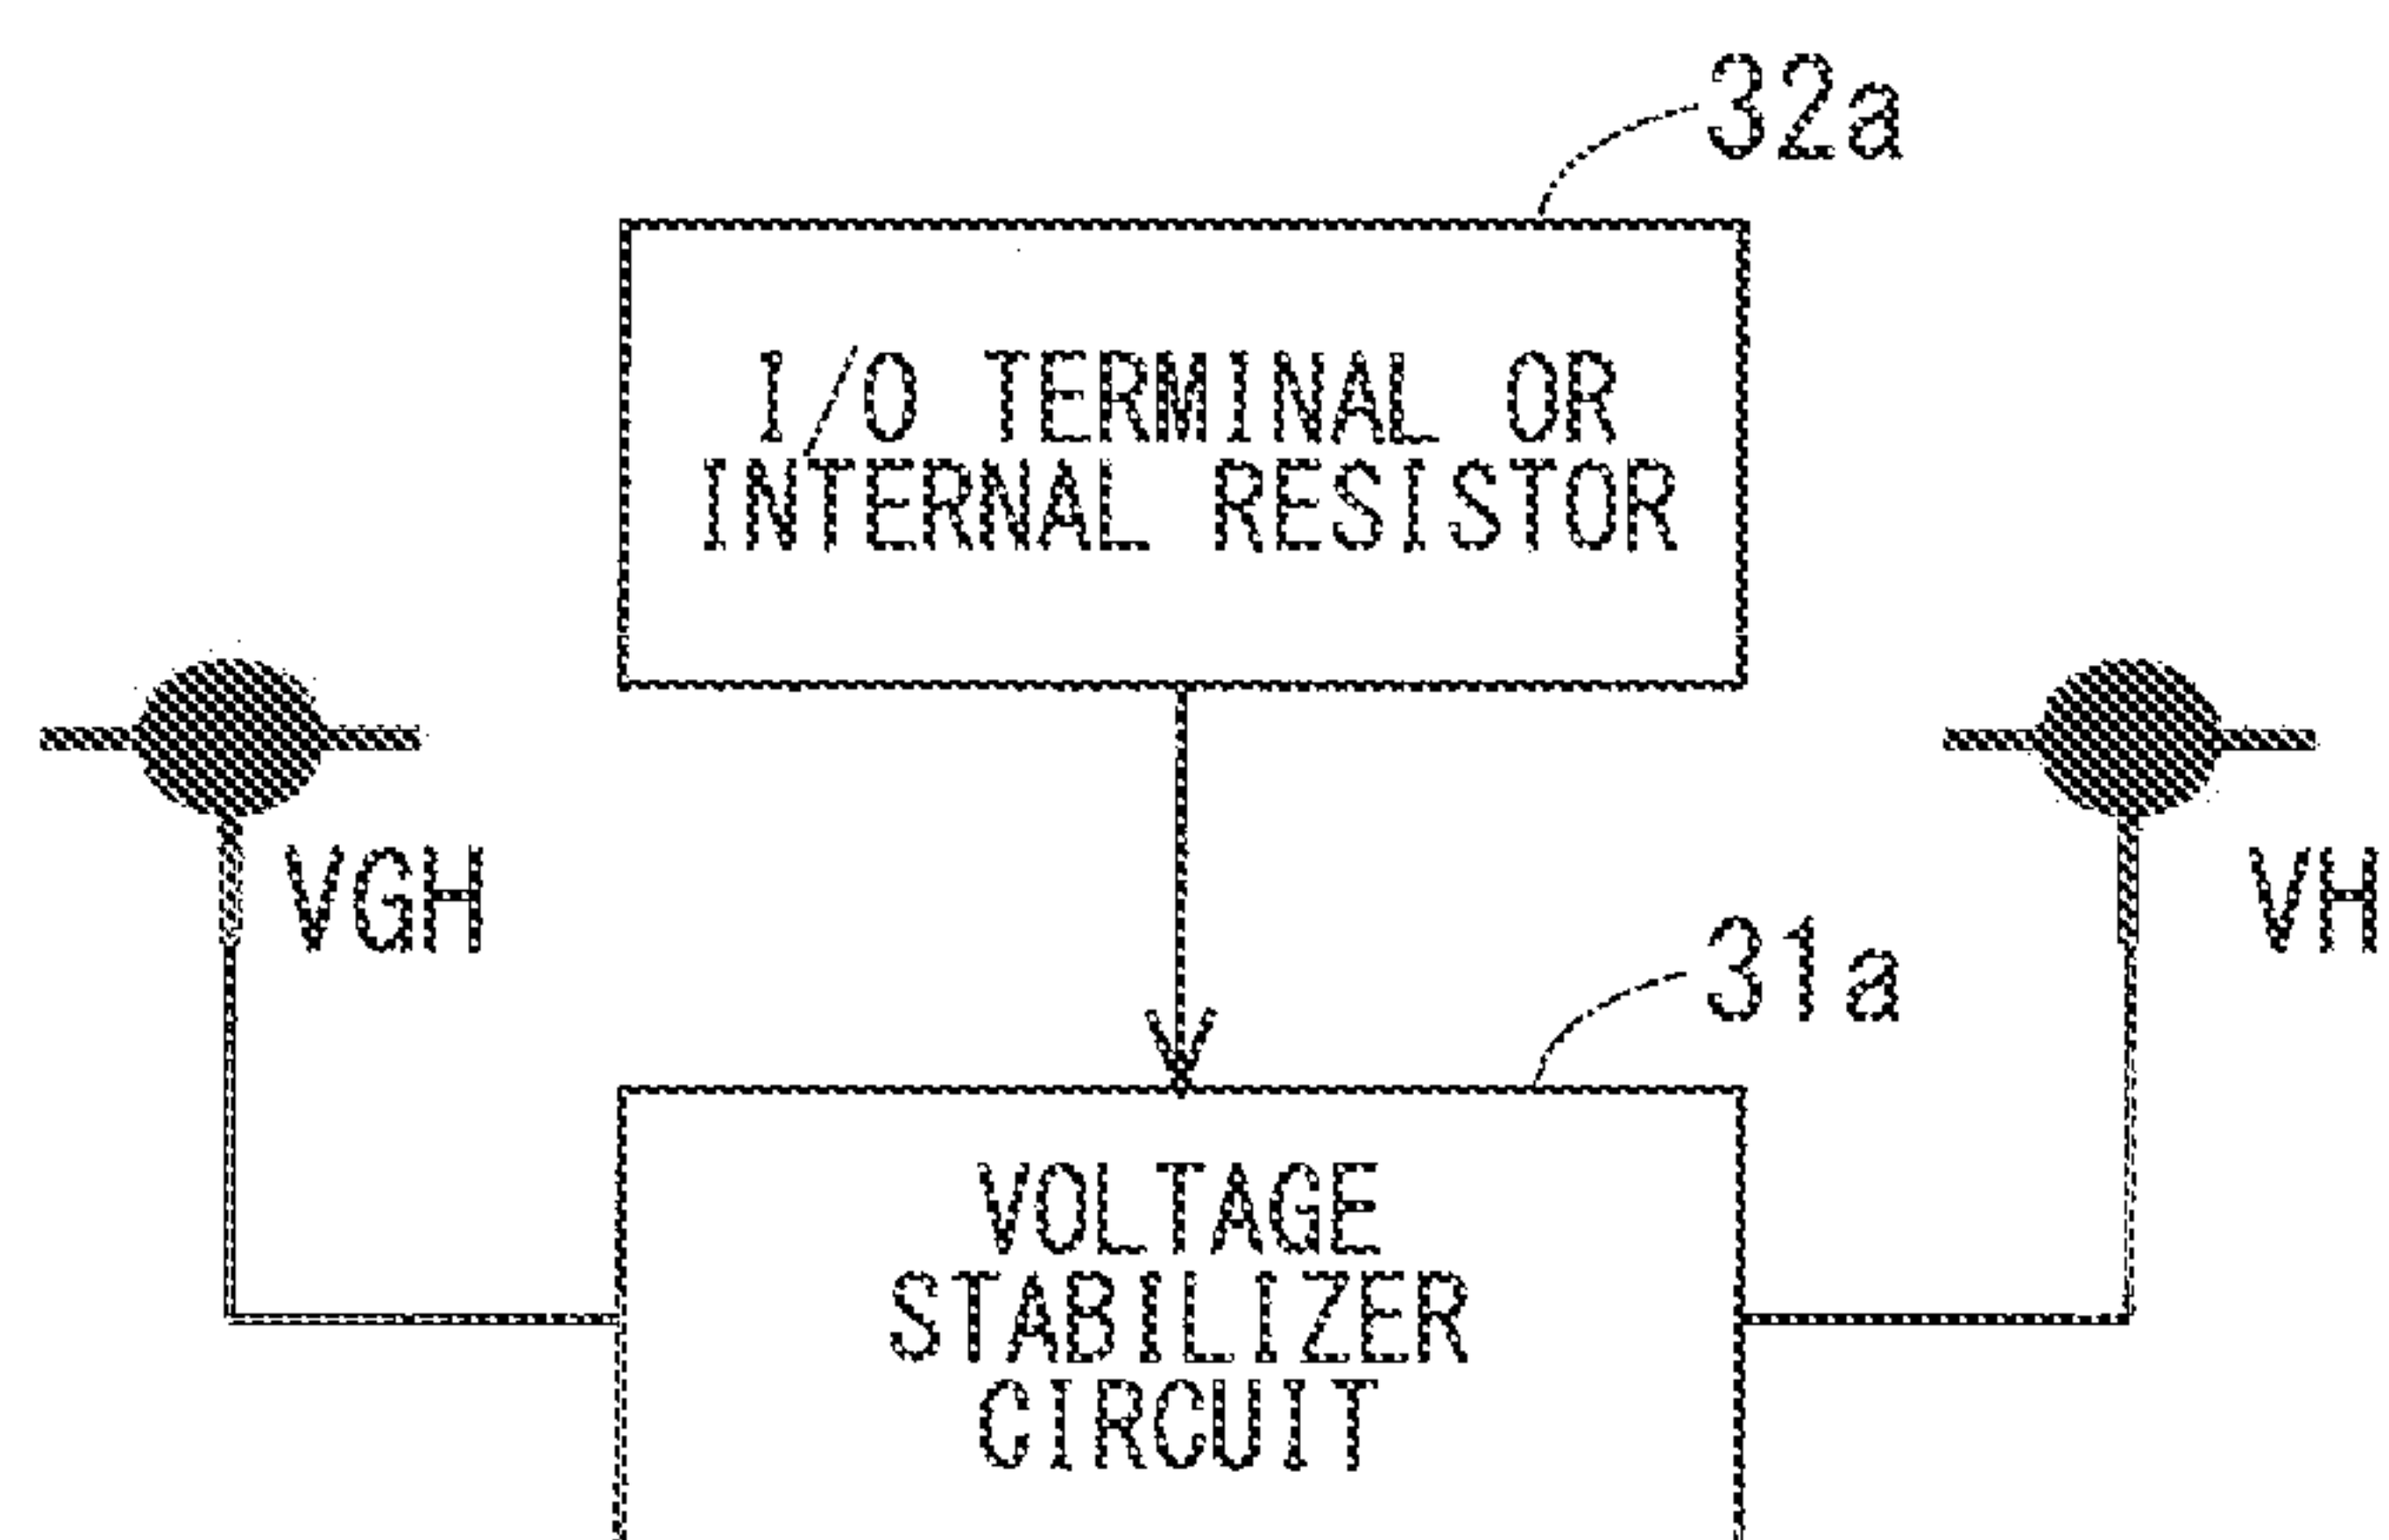 32a
I/O TERMINAL OR
INTERNAL RESISTOR
VGH
VH
31a
VOLTAGE
STABILIZER
CIRCUIT